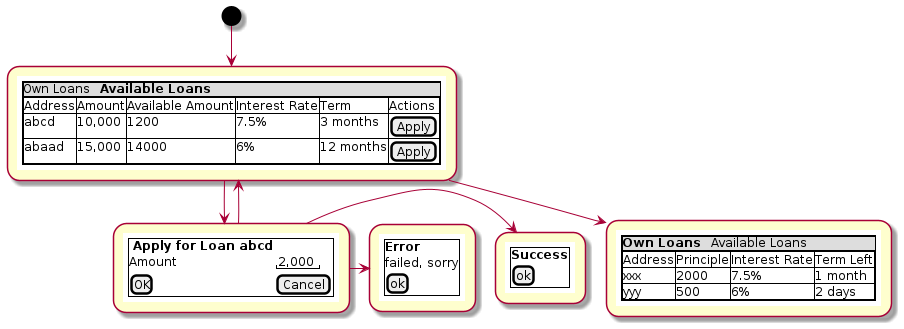 Own Loans Available Loans
Address Amount Available Amount Interest Rate Term Actions
abcd 10,000 1200 7.5% 3 months Apply
abaad 15,000 14000 6% 12 months Apply
Apply for Loan abcd
Amount 2,000
OK Cancel
Error
failed, sorry
ok
Success
ok
Own Loans Available Loans
Address Principle Interest Rate Term Left
xxx 2000 7.5% 1 month
yyy 500 6% 2 days